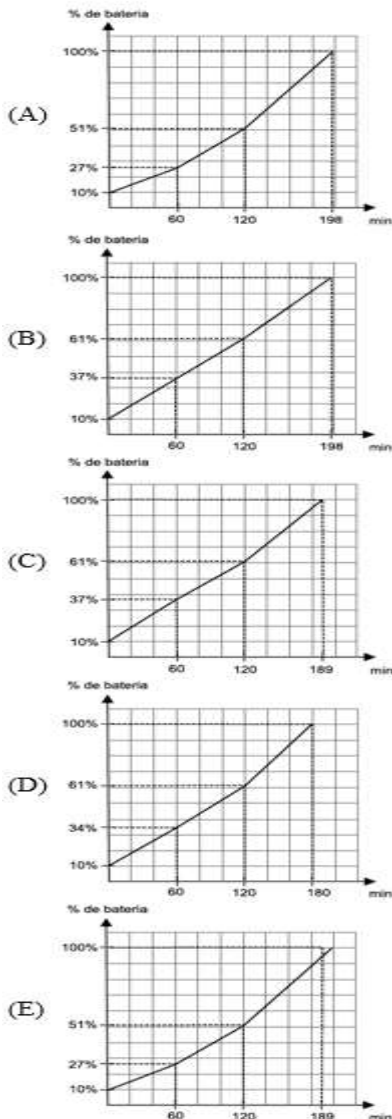 % de bateria
100%
(A)
51%
27%
10%
60 120 198 min
% de bateria
100%
(B)
61%
37%
10%
60 120 198 min
% de bateria
100%
(C)
61%
37%
10%
60 120 189 min
% de bateria
100%
(D)
61%
34%
10%
60 120 180 min
% de bateria
100%
(E)
51%
27%
10%
60 120 189 min